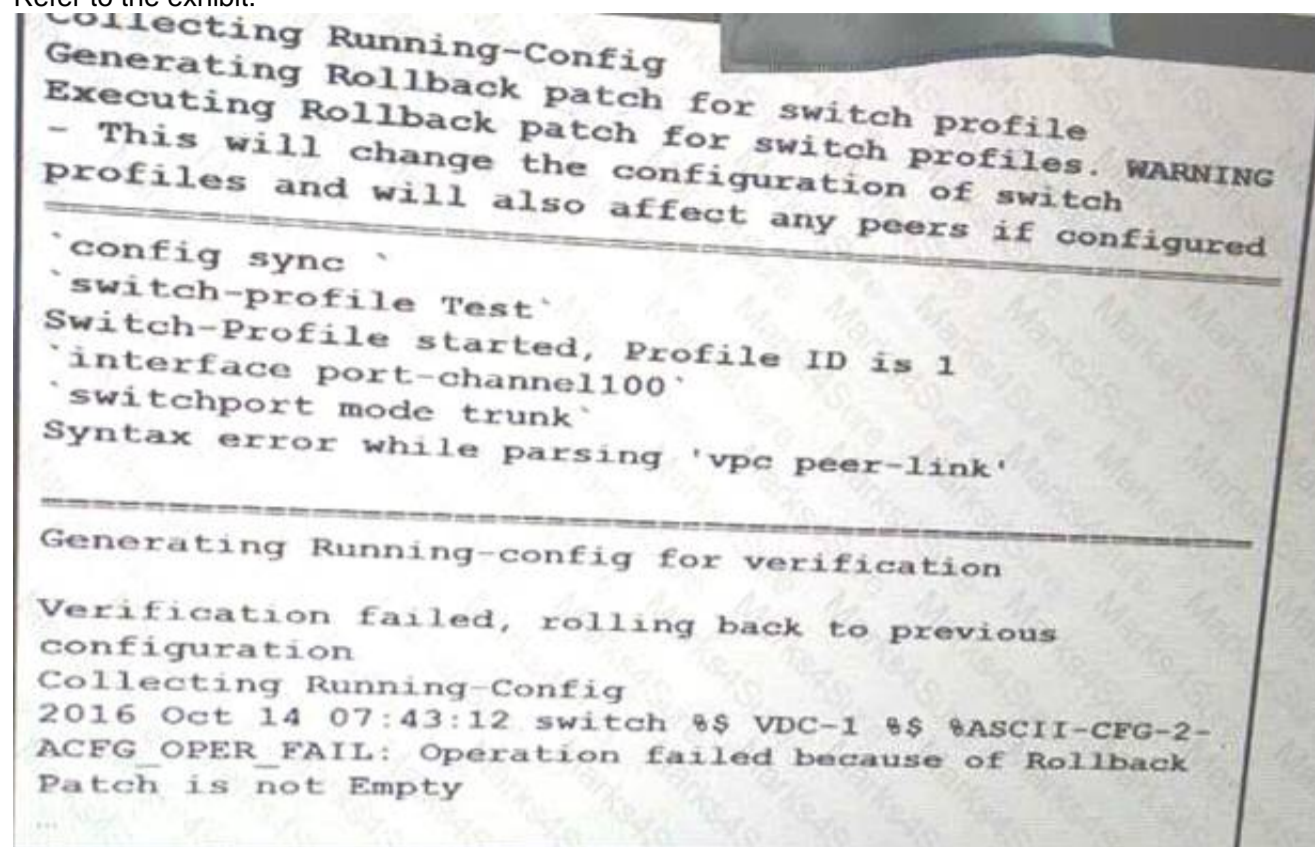 Refer to the exhibit.
Collecting Running-Config
Generating Rollback patch for switch profile
Executing Rollback patch for switch profiles. WARNING
- This will change the configuration of switch
profiles and will also affect any peers if configured
`config sync `
`switch-profile Test`
Switch-Profile started, Profile ID is 1
`interface port-channel100`
`switchport mode trunk`
Syntax error while parsing 'vpc peer-link'
Generating Running-config for verification
Verification failed, rolling back to previous
configuration
Collecting Running-Config
2016 Oct 14 07:43:12 switch %$ VDC-1 %$ %ASCII-CFG-2-
ACFG_OPER_FAIL: Operation failed because of Rollback
Patch is not Empty
...
Marks4Sure